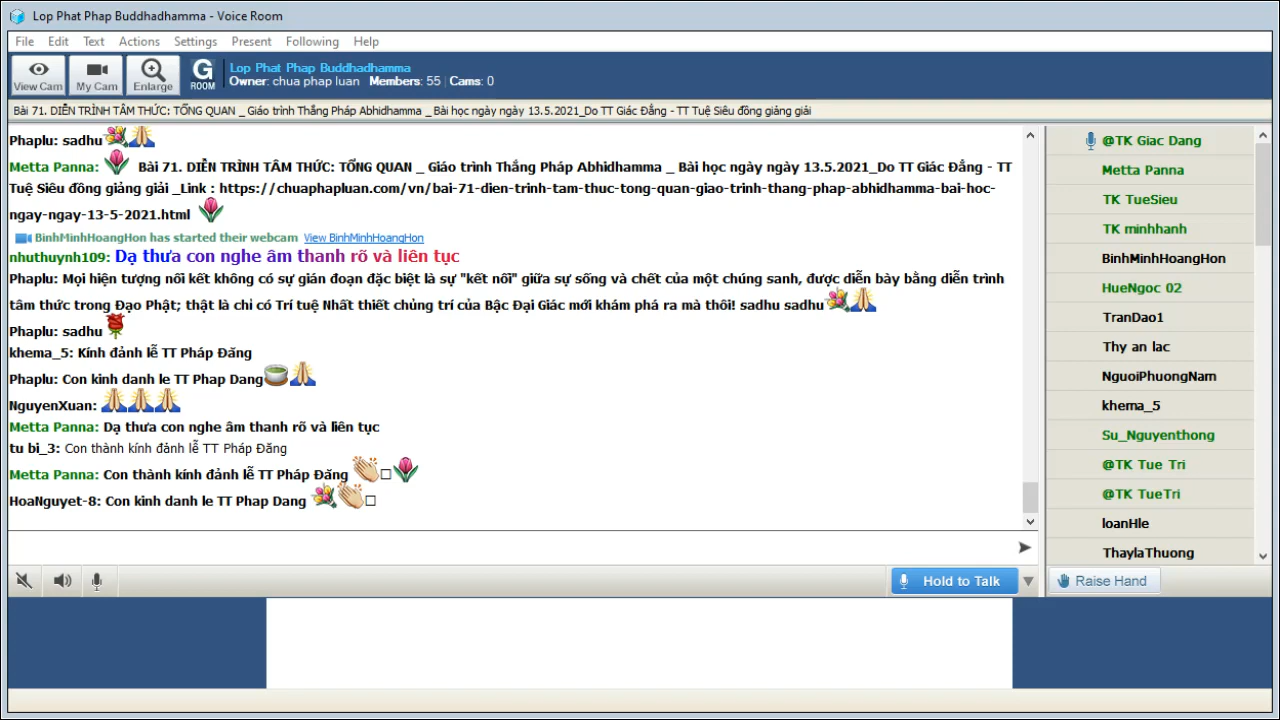 Lop Phat Phap Buddhadhamma - Voice Room
File Edit Text Actions Settings Present Following Help
View Cam My Cam Enlarge G ROOM
Lop Phat Phap Buddhadhamma
Owner: chua phap luan Members: 55 Cams: 0
Bài 71. DIỄN TRÌNH TÂM THỨC: TỔNG QUAN _ Giáo trình Thắng Pháp Abhidhamma _ Bài học ngày ngày 13.5.2021_Do TT Giác Đẳng - TT Tuệ Siêu đồng giảng giải
Phaplu: sadhu
Metta Panna: Bài 71. DIỄN TRÌNH TÂM THỨC: TỔNG QUAN _ Giáo trình Thắng Pháp Abhidhamma _ Bài học ngày ngày 13.5.2021_Do TT Giác Đẳng - TT
Tuệ Siêu đồng giảng giải _Link : https://chuaphapluan.com/vn/bai-71-dien-trinh-tam-thuc-tong-quan-giao-trinh-thang-phap-abhidhamma-bai-hoc-
ngay-ngay-13-5-2021.html
BinhMinhHoangHon has started their webcam View BinhMinhHoangHon
nhuthuynh109: Dạ thưa con nghe âm thanh rõ và liên tục
Phaplu: Mọi hiện tượng nối kết không có sự gián đoạn đặc biệt là sự "kết nối" giữa sự sống và chết của một chúng sanh, được diễn bày bằng diễn trình
tâm thức trong Đạo Phật; thật là chỉ có Trí tuệ Nhất thiết chủng trí của Bậc Đại Giác mới khám phá ra mà thôi! sadhu sadhu
Phaplu: sadhu
khema_5: Kính đảnh lễ TT Pháp Đăng
Phaplu: Con kinh danh le TT Phap Dang
NguyenXuan:
Metta Panna: Dạ thưa con nghe âm thanh rõ và liên tục
tu bi_3: Con thành kính đảnh lễ TT Pháp Đăng
Metta Panna: Con thành kính đảnh lễ TT Pháp Đăng
HoaNguyet-8: Con kinh danh le TT Phap Dang
@TK Giac Dang
Metta Panna
TK TueSieu
TK minhhanh
BinhMinhHoangHon
HueNgoc 02
TranDao1
Thy an lac
NguoiPhuongNam
khema_5
Su_Nguyenthong
@TK Tue Tri
@TK TueTri
loanHle
ThaylaThuong
Hold to Talk
Raise Hand